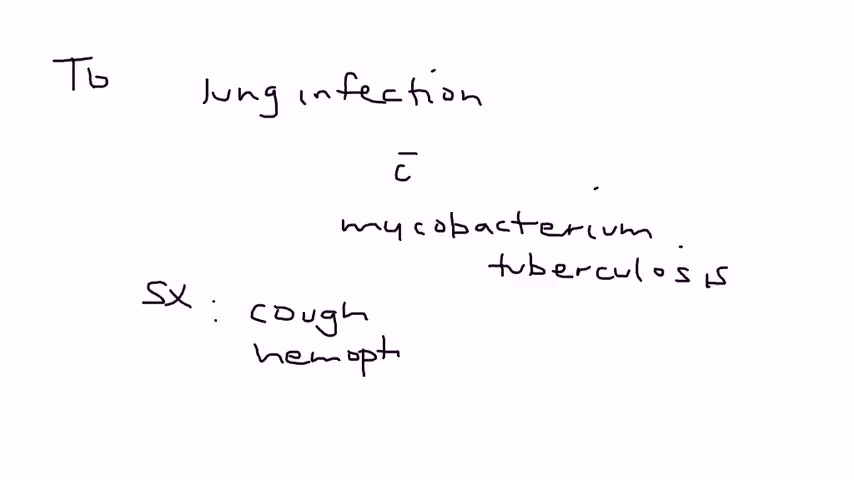 Tb lung infection
c̄
mycobacterium
tuberculosis
Sx : cough
hemopt